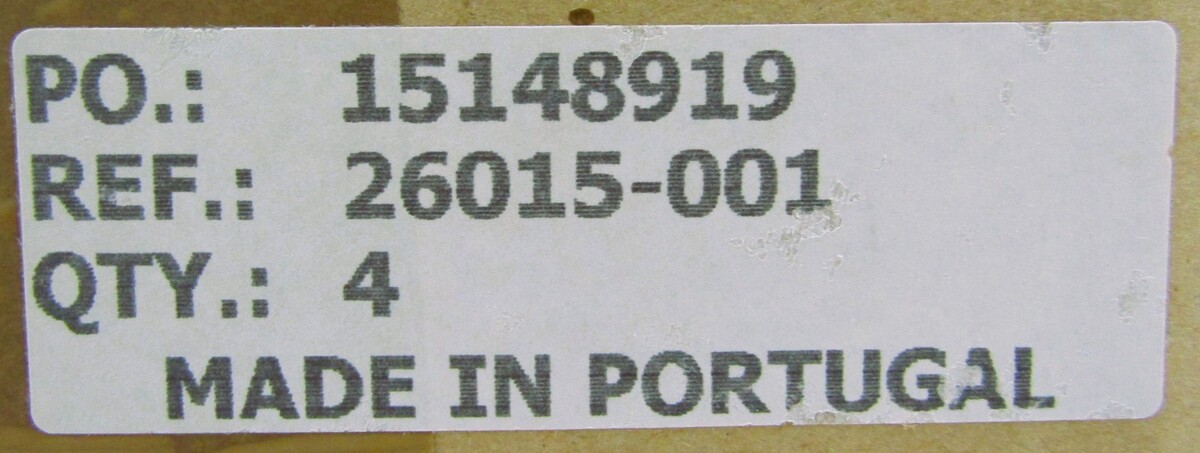 PO.: 15148919
REF.: 26015-001
QTY.: 4
MADE IN PORTUGAL